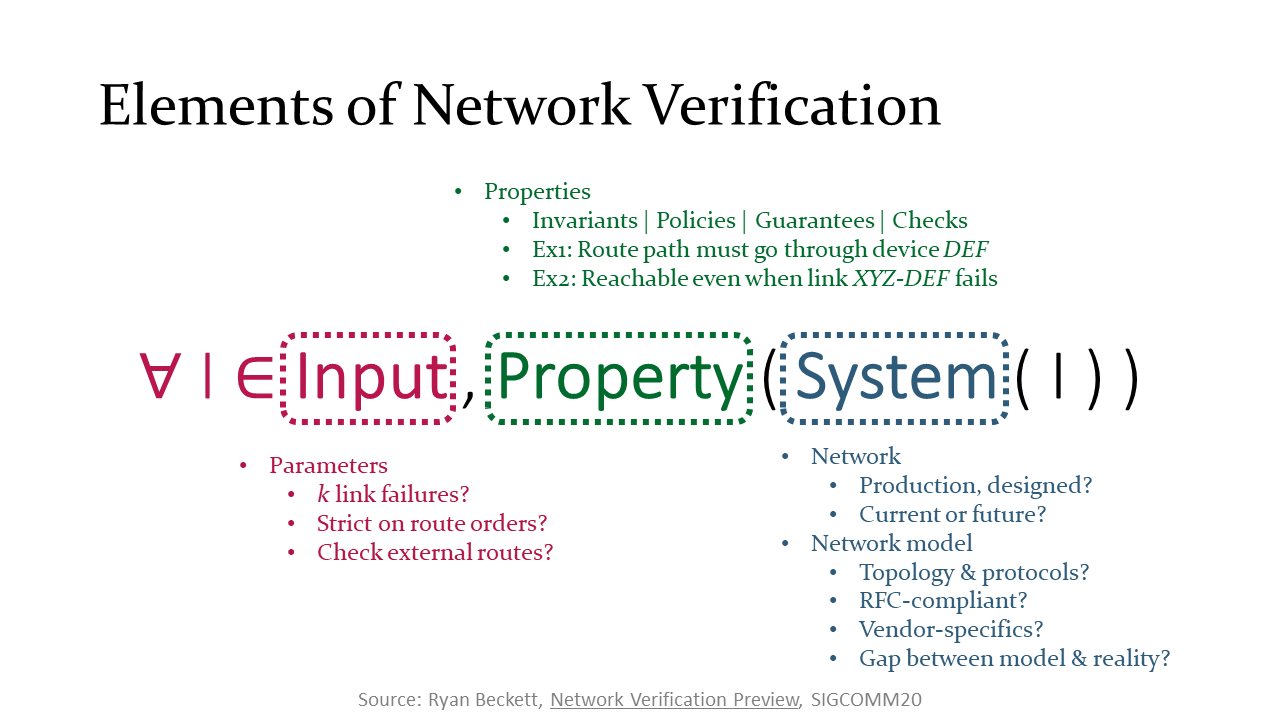 Elements of Network Verification
• Properties
• Invariants | Policies | Guarantees | Checks
• Ex1: Route path must go through device DEF
• Ex2: Reachable even when link XYZ-DEF fails
∀ I ∈ Input, Property (System ( I ) )
• Parameters
• k link failures?
• Strict on route orders?
• Check external routes?
• Network
• Production, designed?
• Current or future?
• Network model
• Topology & protocols?
• RFC-compliant?
• Vendor-specifics?
• Gap between model & reality?
Source: Ryan Beckett, Network Verification Preview, SIGCOMM20